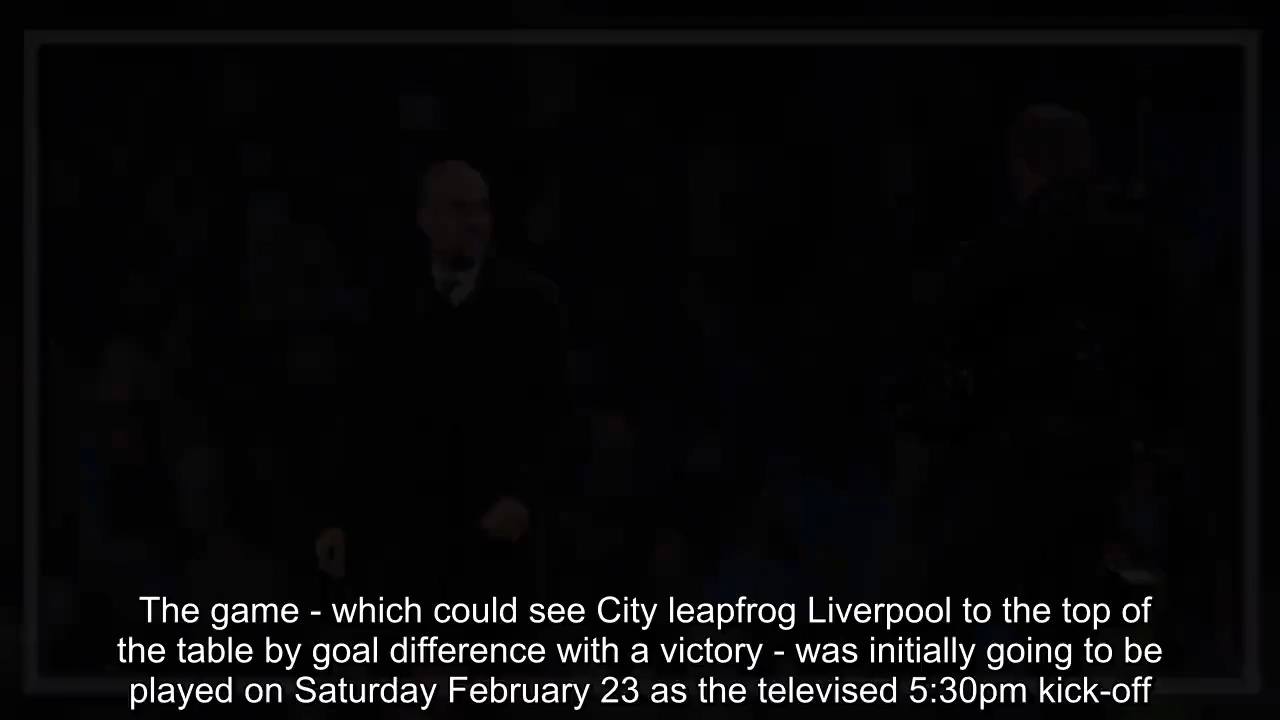 The game - which could see City leapfrog Liverpool to the top of
the table by goal difference with a victory - was initially going to be
played on Saturday February 23 as the televised 5:30pm kick-off